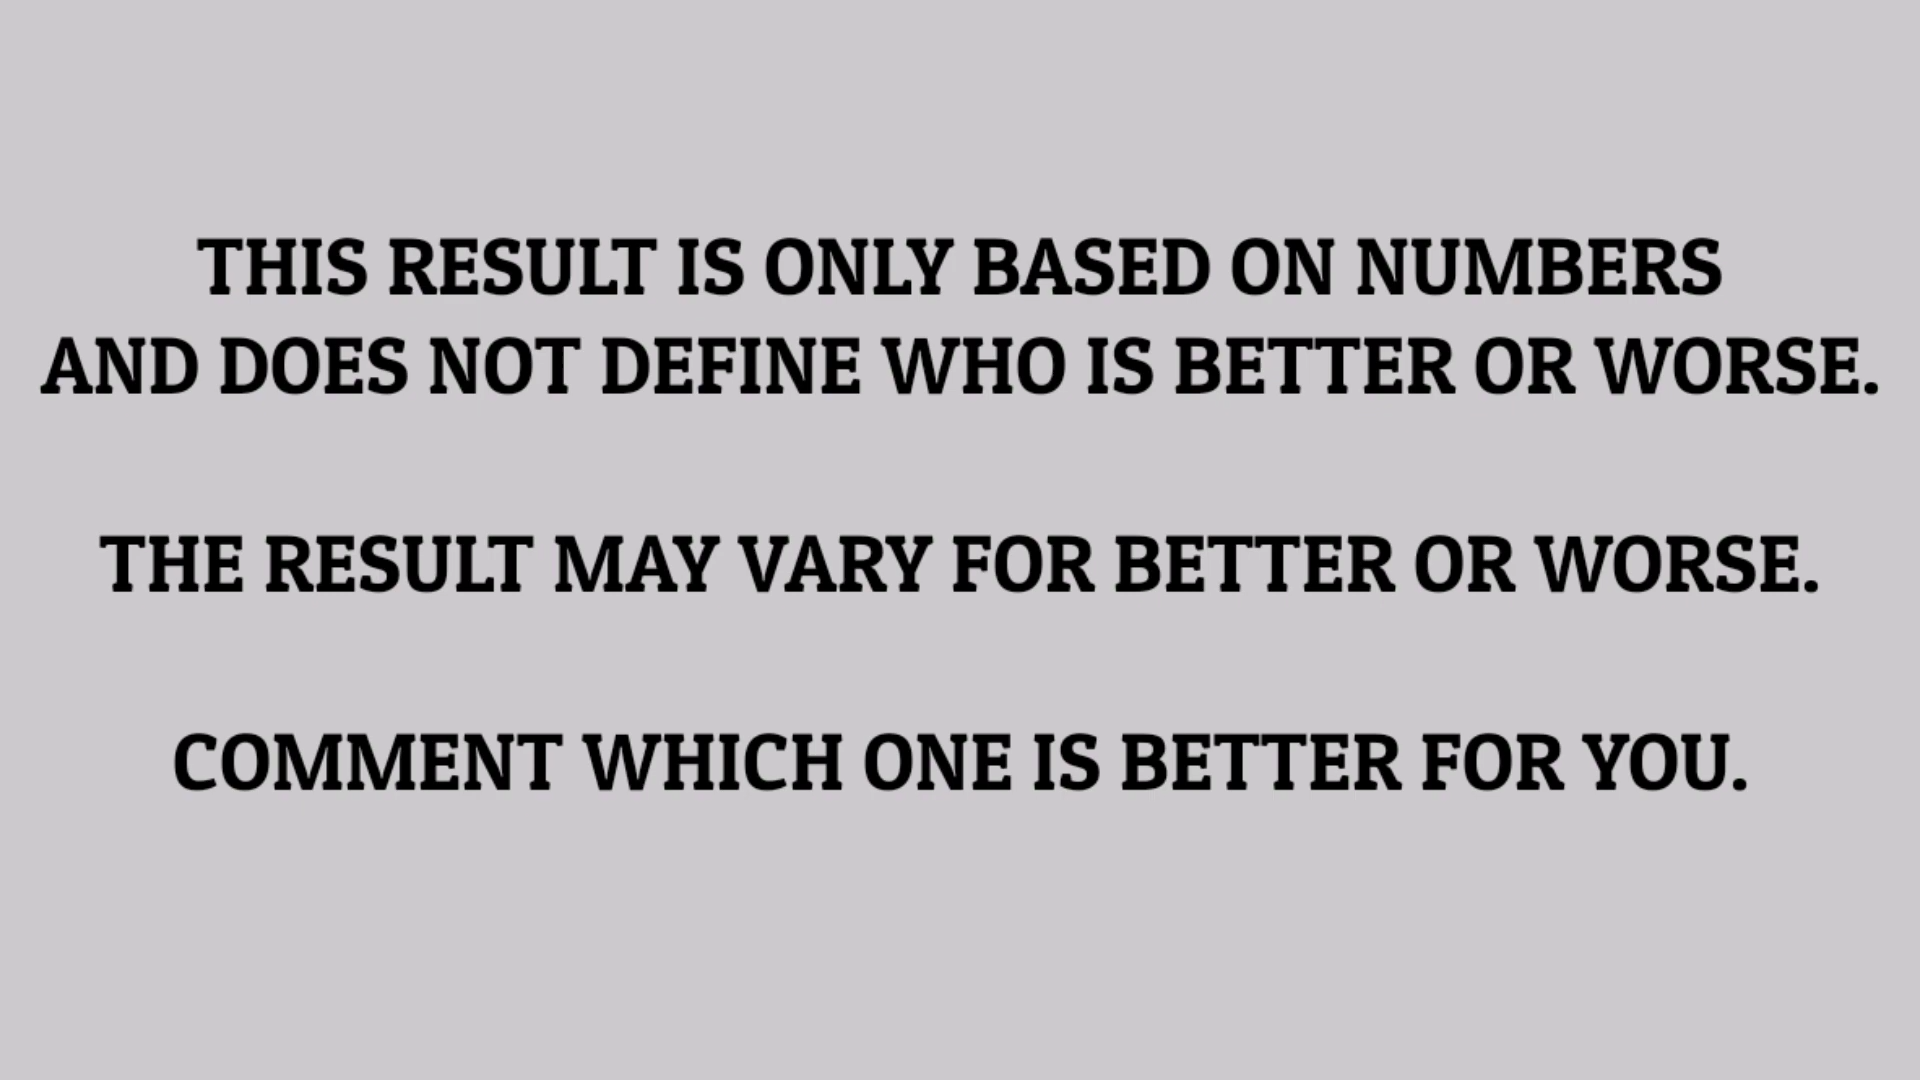 THIS RESULT IS ONLY BASED ON NUMBERS
AND DOES NOT DEFINE WHO IS BETTER OR WORSE.
THE RESULT MAY VARY FOR BETTER OR WORSE.
COMMENT WHICH ONE IS BETTER FOR YOU.